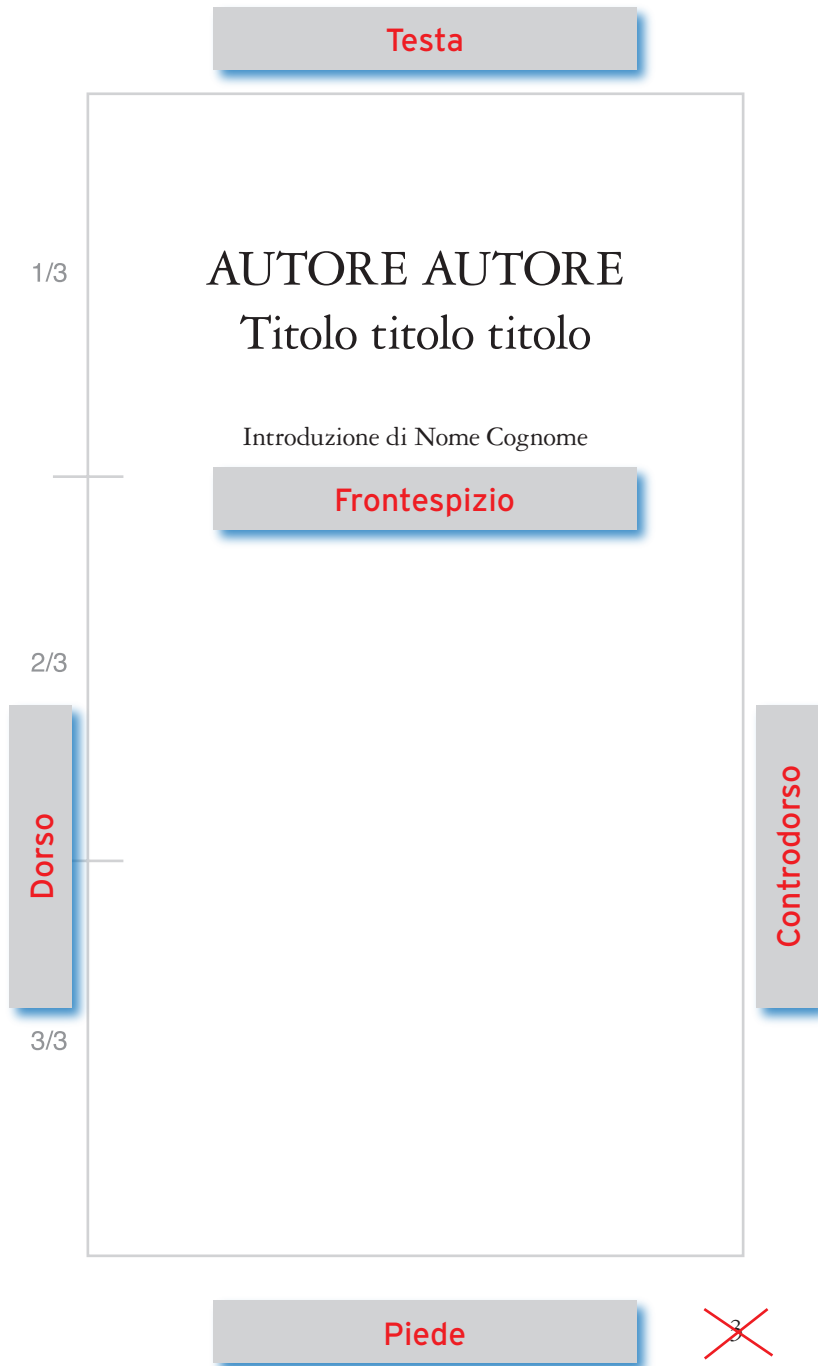 Testa
1/3
AUTORE AUTORE
Titolo titolo titolo
Introduzione di Nome Cognome
Frontespizio
2/3
Dorso
Controdorso
3/3
Piede
3